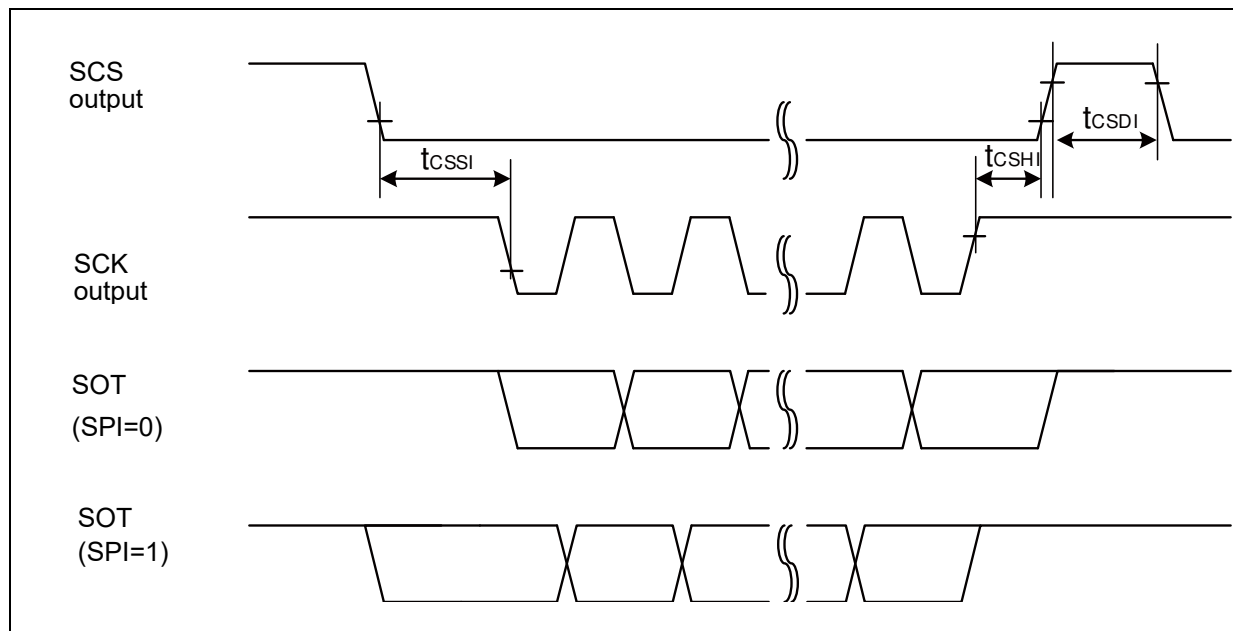 SCS
output
tCSSI
tCSHI
tCSDI
SCK
output
SOT
(SPI=0)
SOT
(SPI=1)